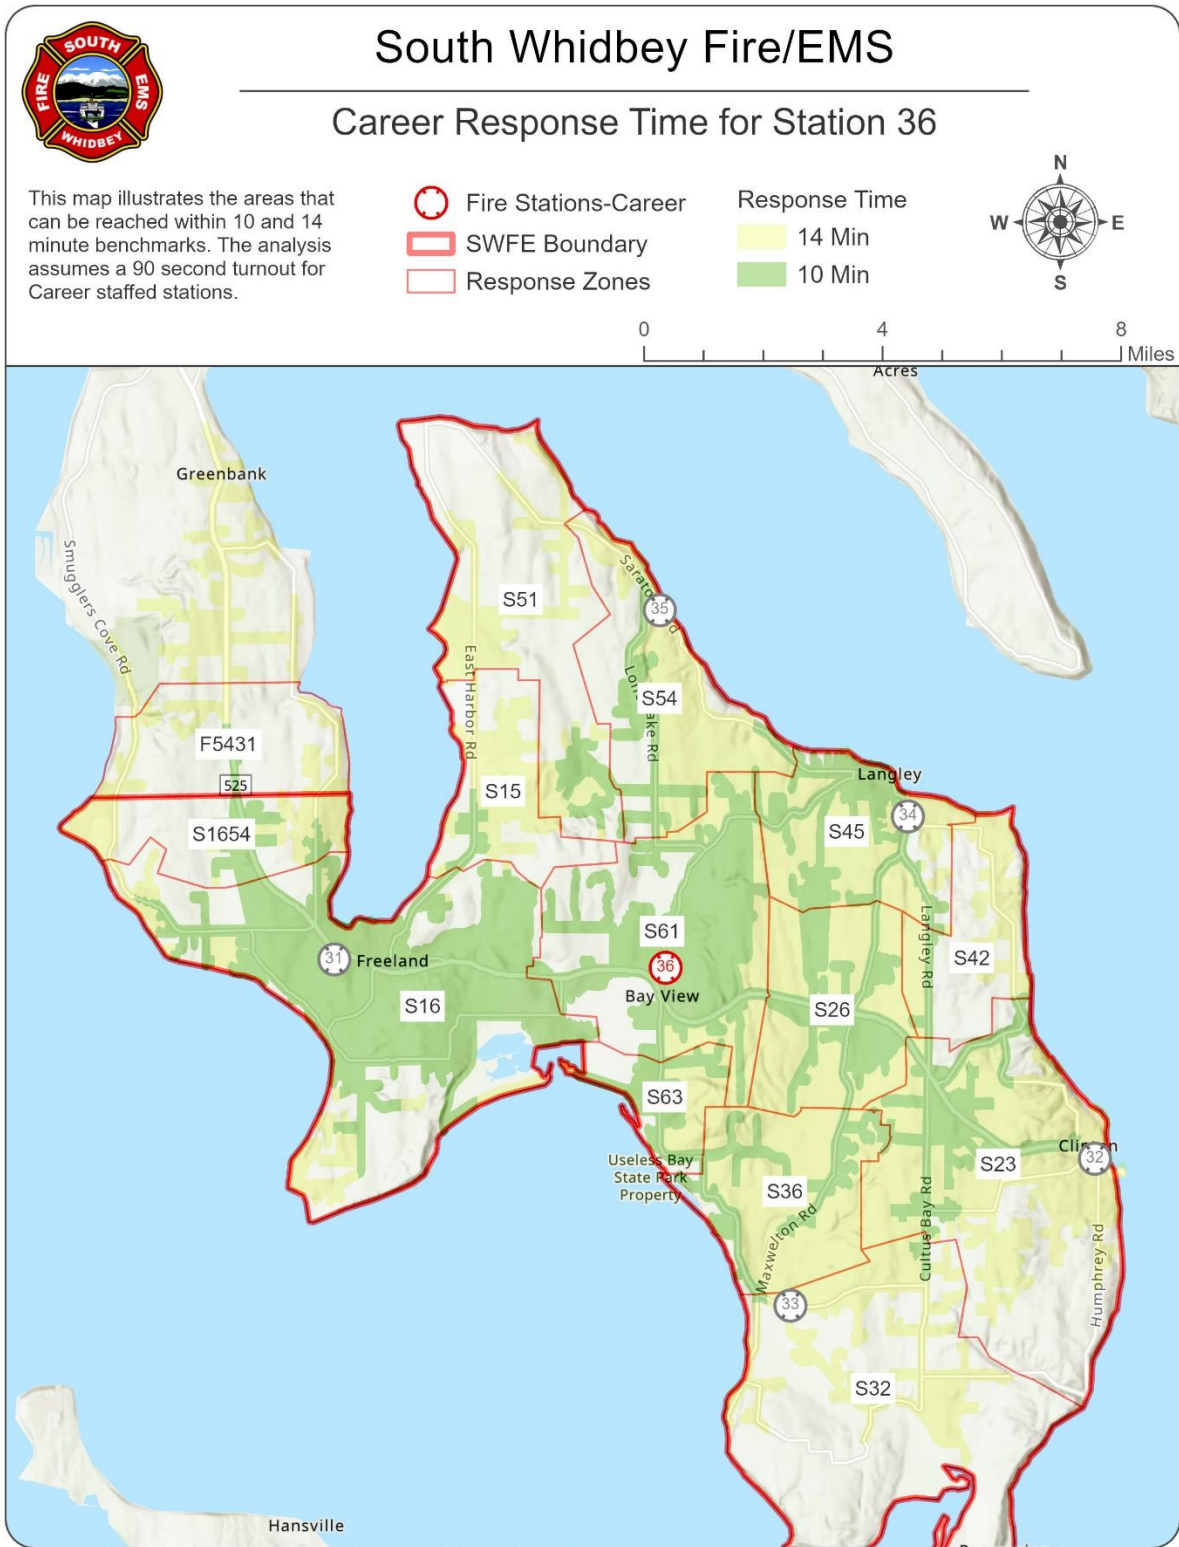 SOUTH
FIRE
EMS
WHIDBEY
South Whidbey Fire/EMS
Career Response Time for Station 36
This map illustrates the areas that
can be reached within 10 and 14
minute benchmarks. The analysis
assumes a 90 second turnout for
Career staffed stations.
Fire Stations-Career
SWFE Boundary
Response Zones
Response Time
14 Min
10 Min
N
W
E
S
0
4
8
Miles
Acres
Greenbank
Smugglers Cove Rd
S51
35
East Harbor Rd
S54
F5431
525
S15
Langley
S1654
34
S45
S61
Langley Rd
31
Freeland
36
S42
Bay View
S16
S26
S63
32
Useless Bay
State Park
Property
S23
S36
Maxwelton Rd
Cultus Bay Rd
Humphrey Rd
33
S32
Hansville